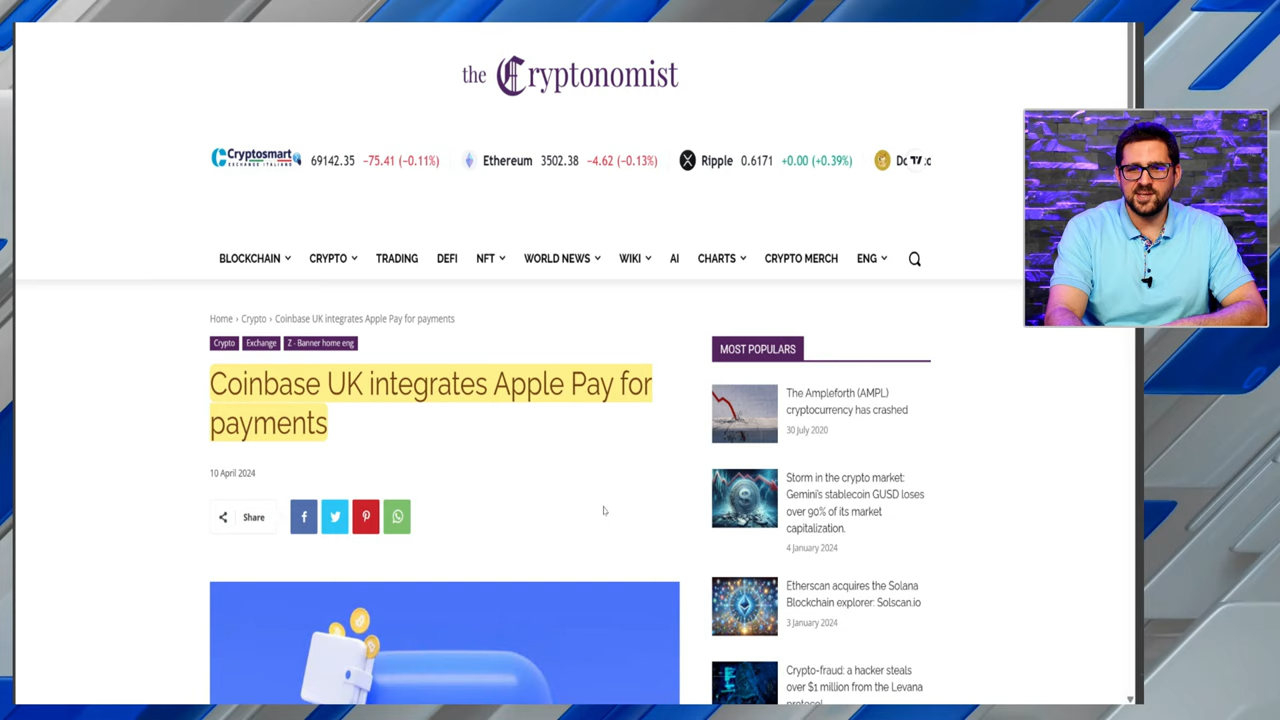 the Cryptonomist
Cryptosmart
EXCHANGE ITALIANO
69142.35 −75.41 (−0.11%)
Ethereum 3502.38 −4.62 (−0.13%)
Ripple 0.6171 +0.00 (+0.39%)
BLOCKCHAIN CRYPTO TRADING DEFI NFT WORLD NEWS WIKI AI CHARTS CRYPTO MERCH ENG
Home › Crypto › Coinbase UK integrates Apple Pay for payments
Crypto Exchange Z - Banner home eng
Coinbase UK integrates Apple Pay for
payments
10 April 2024
Share
MOST POPULARS
The Ampleforth (AMPL)
cryptocurrency has crashed
30 July 2020
Storm in the crypto market:
Gemini's stablecoin GUSD loses
over 90% of its market
capitalization.
4 January 2024
Etherscan acquires the Solana
Blockchain explorer: Solscan.io
3 January 2024
Crypto-fraud: a hacker steals
over $1 million from the Levana
protocol